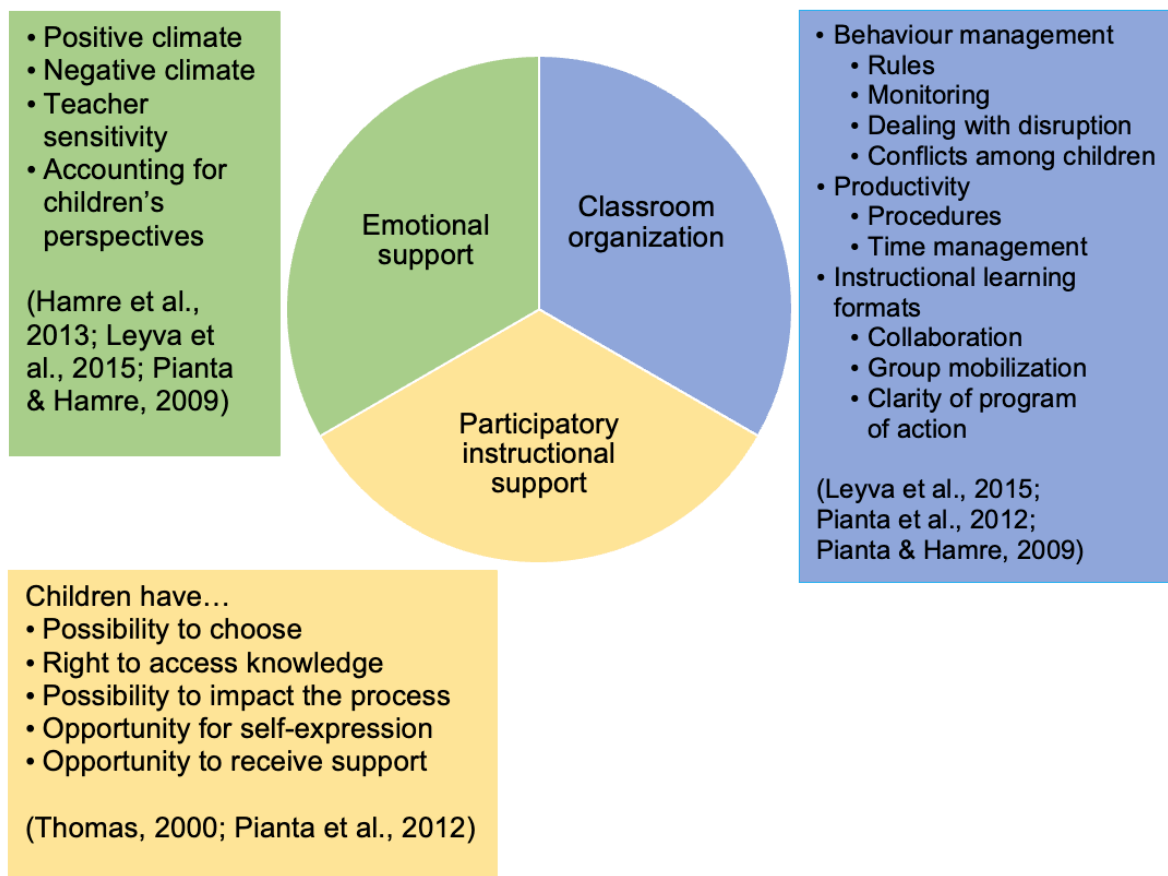 • Positive climate
• Negative climate
• Teacher
sensitivity
• Accounting for
children’s
perspectives
(Hamre et al.,
2013; Leyva et
al., 2015; Pianta
& Hamre, 2009)
Emotional
support
Classroom
organization
Participatory
instructional
support
• Behaviour management
• Rules
• Monitoring
• Dealing with disruption
• Conflicts among children
• Productivity
• Procedures
• Time management
• Instructional learning
formats
• Collaboration
• Group mobilization
• Clarity of program
of action
(Leyva et al., 2015;
Pianta et al., 2012;
Pianta & Hamre, 2009)
Children have…
• Possibility to choose
• Right to access knowledge
• Possibility to impact the process
• Opportunity for self-expression
• Opportunity to receive support
(Thomas, 2000; Pianta et al., 2012)